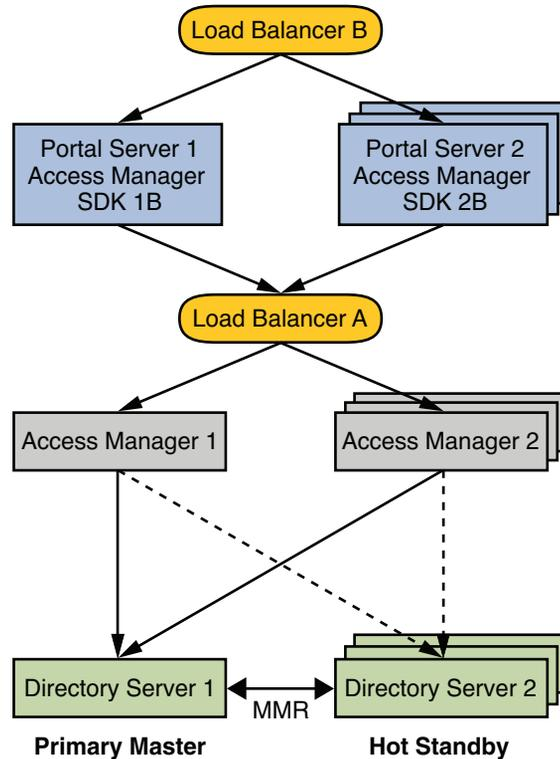 Load Balancer B
Portal Server 1
Access Manager
SDK 1B
Portal Server 2
Access Manager
SDK 2B
Load Balancer A
Access Manager 1
Access Manager 2
Directory Server 1
MMR
Directory Server 2
Primary Master
Hot Standby